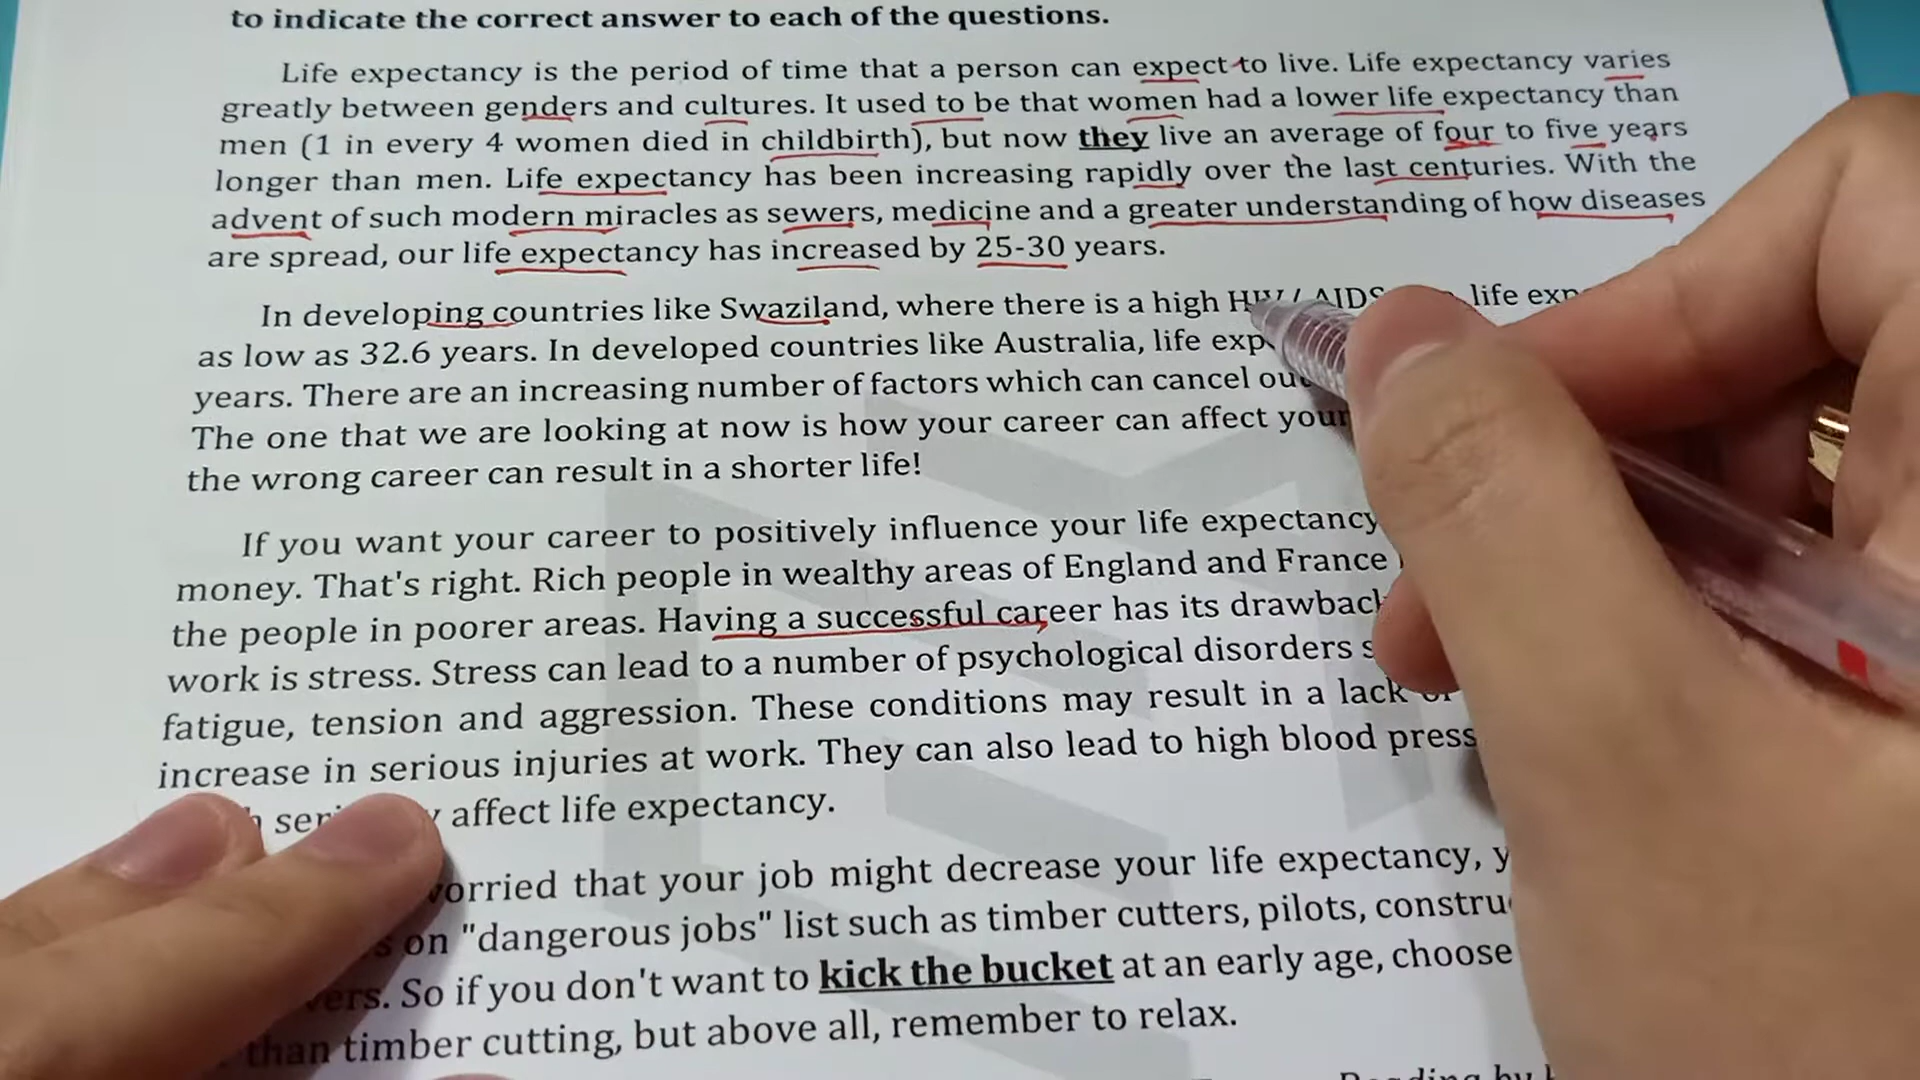 to indicate the correct answer to each of the questions.
Life expectancy is the period of time that a person can expect to live. Life expectancy varies
greatly between genders and cultures. It used to be that women had a lower life expectancy than
men (1 in every 4 women died in childbirth), but now they live an average of four to five years
longer than men. Life expectancy has been increasing rapidly over the last centuries. With the
advent of such modern miracles as sewers, medicine and a greater understanding of how diseases
are spread, our life expectancy has increased by 25-30 years.
In developing countries like Swaziland, where there is a high HIV/ AIDS life
as low as 32.6 years. In developed countries like Australia, life
years. There are an increasing number of factors which can cancel
The one that we are looking at now is how your career can affect your
the wrong career can result in a shorter life!
If you want your career to positively influence your life expectancy
money. That's right. Rich people in wealthy areas of England and France
the people in poorer areas. Having a successful career has its
work is stress. Stress can lead to a number of psychological disorders
fatigue, tension and aggression. These conditions may result in a lack
increase in serious injuries at work. They can also lead to high blood
affect life expectancy.
that your job might decrease your life expectancy,
on "dangerous jobs" list such as timber cutters, pilots,
So if you don't want to kick the bucket at an early age, choose
than timber cutting, but above all, remember to relax.